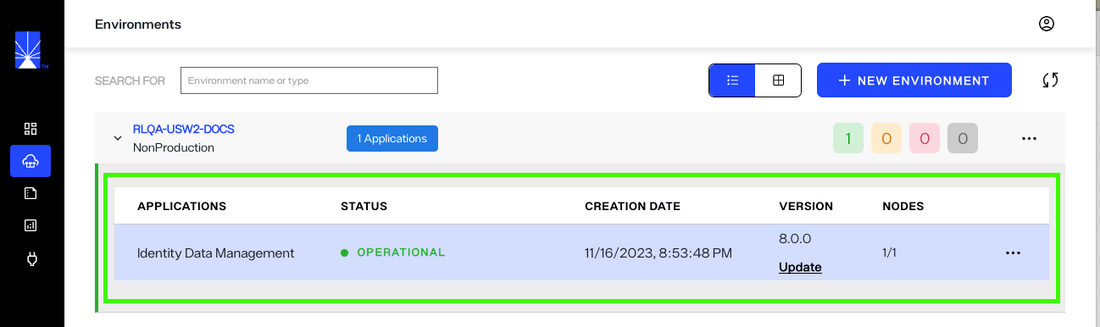 Environments
TM
SEARCH FOR
Environment name or type
+ NEW ENVIRONMENT
RLQA-USW2-DOCS
NonProduction
1 Applications
1 0 0 0
APPLICATIONS STATUS CREATION DATE VERSION NODES
Identity Data Management OPERATIONAL 11/16/2023, 8:53:48 PM 8.0.0 1/1
Update